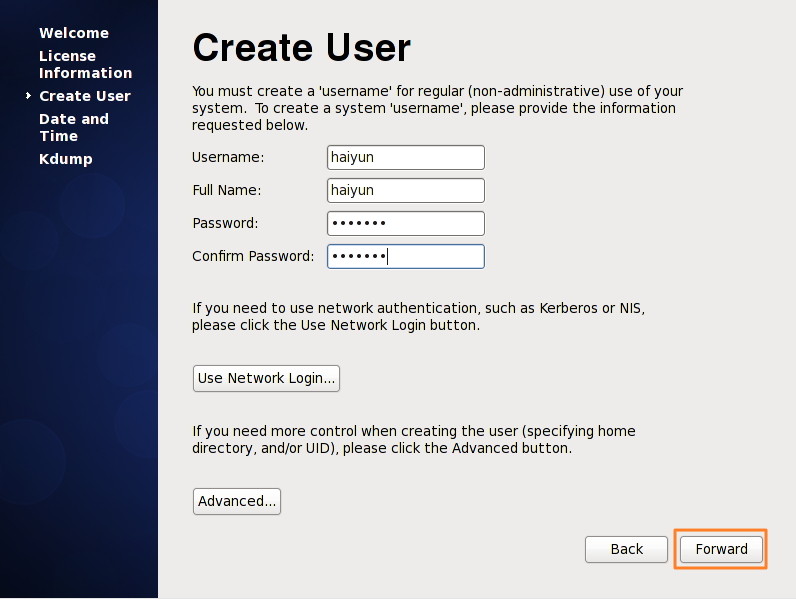 Welcome
License
Information
Create User
Date and
Time
Kdump
Create User
You must create a 'username' for regular (non-administrative) use of your
system.  To create a system 'username', please provide the information
requested below.
Username: haiyun
Full Name: haiyun
Password: •••••••
Confirm Password: •••••••
If you need to use network authentication, such as Kerberos or NIS,
please click the Use Network Login button.
Use Network Login...
If you need more control when creating the user (specifying home
directory, and/or UID), please click the Advanced button.
Advanced...
Back Forward